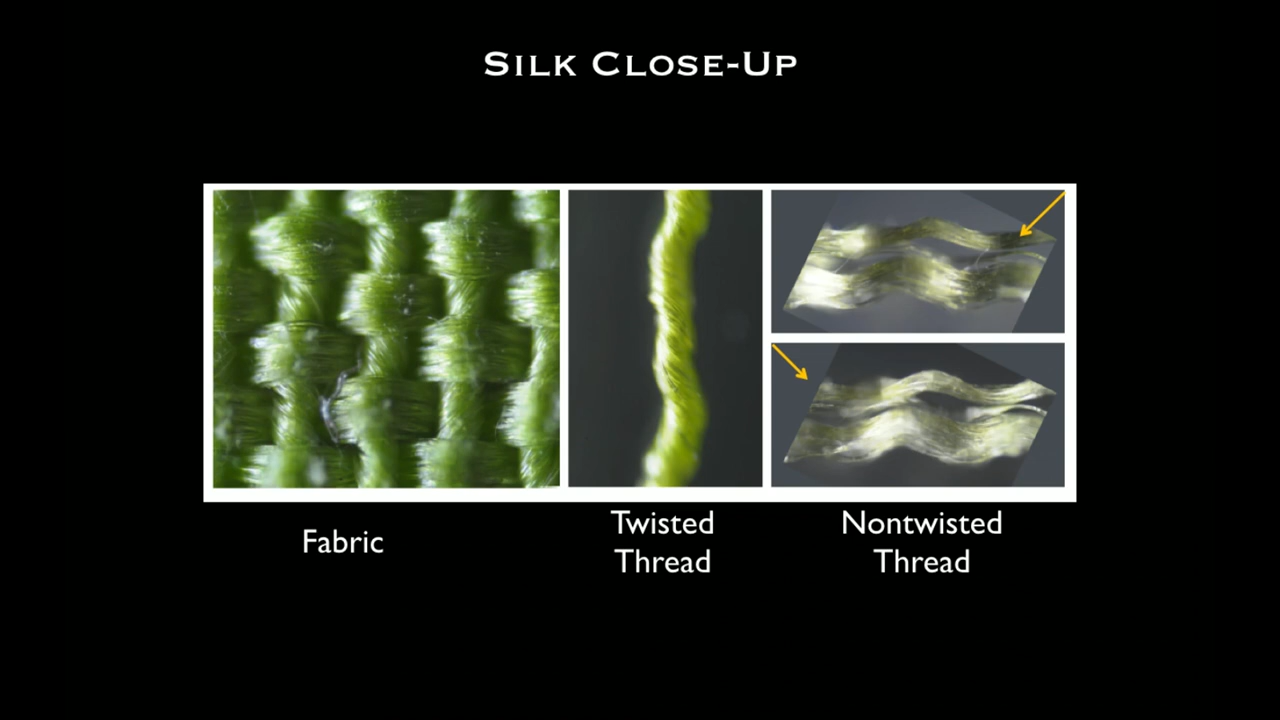 Silk Close-Up
Fabric
Twisted
Thread
Nontwisted
Thread